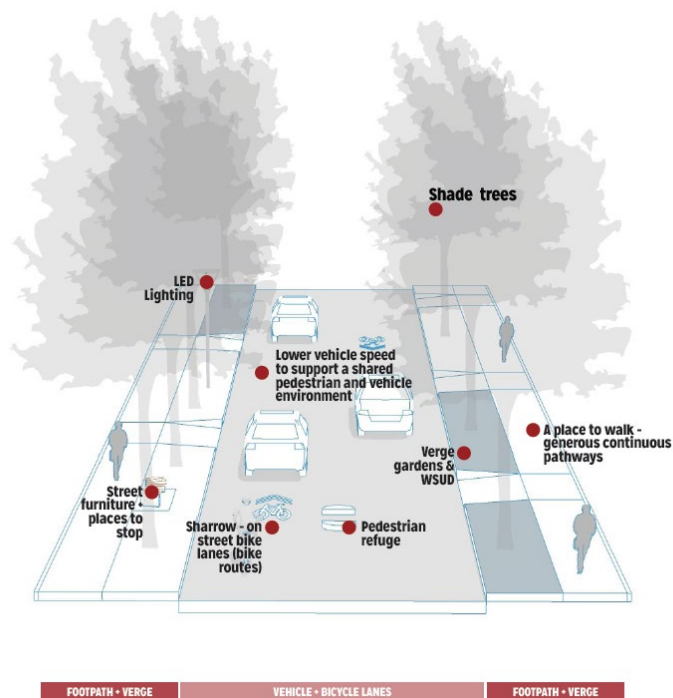 Shade trees
LED
Lighting
Lower vehicle speed
to support a shared
pedestrian and vehicle
environment
A place to walk -
generous continuous
pathways
Verge
gardens &
WSUD
Street
furniture +
places to
stop
Sharrow - on
street bike
lanes (bike
routes)
Pedestrian
refuge
FOOTPATH + VERGE
VEHICLE + BICYCLE LANES
FOOTPATH + VERGE